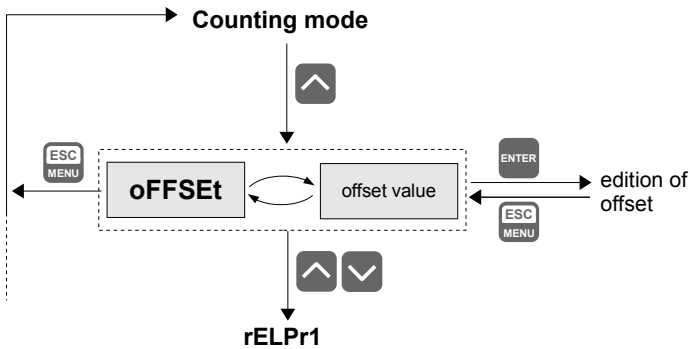 Counting mode
ESC
MENU
oFFSEt
offset value
ENTER
edition of
offset
ESC
MENU
rELPr1